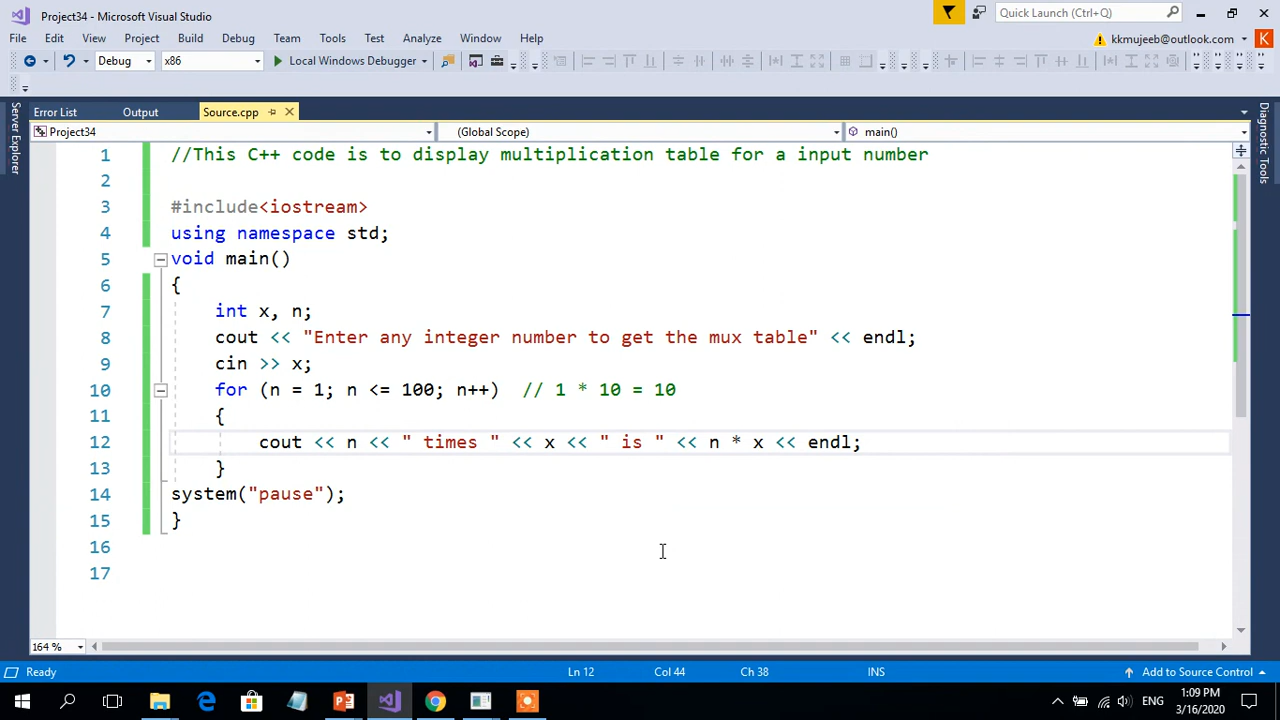 Project34 - Microsoft Visual Studio
Quick Launch (Ctrl+Q)
File Edit View Project Build Debug Team Tools Test Analyze Window Help
kkmujeeb@outlook.com K
Debug x86 Local Windows Debugger
Server Explorer
Diagnostic Tools
Error List Output Source.cpp
Project34 (Global Scope) main()
1 //This C++ code is to display multiplication table for a input number
2
3 #include<iostream>
4 using namespace std;
5 void main()
6 {
7 int x, n;
8 cout << "Enter any integer number to get the mux table" << endl;
9 cin >> x;
10 for (n = 1; n <= 100; n++) // 1 * 10 = 10
11 {
12 cout << n << " times " << x << " is " << n * x << endl;
13 }
14 system("pause");
15 }
16
17
164 %
Ready Ln 12 Col 44 Ch 38 INS Add to Source Control
ENG 1:09 PM
3/16/2020